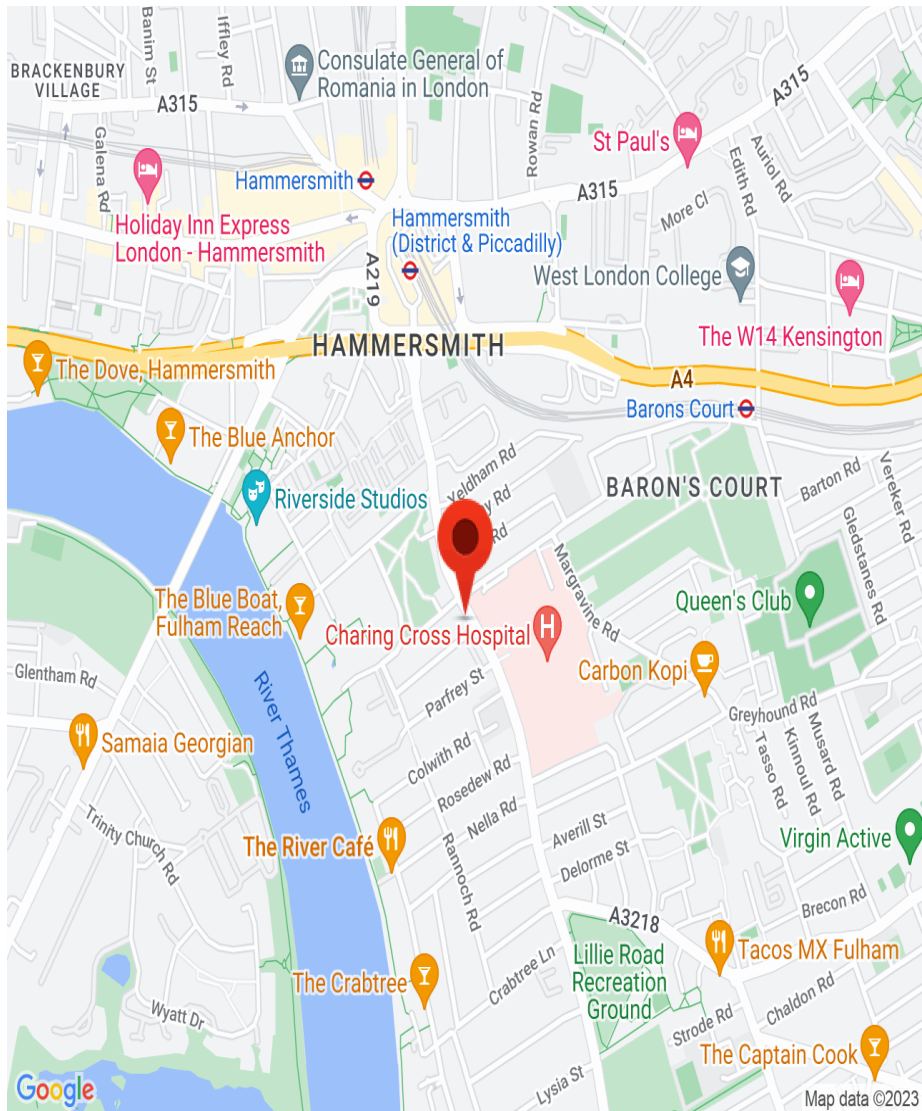 Banim St
Iffley Rd
Consulate General of
Romania in London
BRACKENBURY
VILLAGE
A315
A315
Rowan Rd
St Paul's
Galena Rd
Auriol Rd
Edith Rd
Hammersmith
A315
More Cl
Holiday Inn Express
London - Hammersmith
Hammersmith
(District & Piccadilly)
A219
West London College
The W14 Kensington
HAMMERSMITH
The Dove, Hammersmith
A4
Barons Court
The Blue Anchor
Yeldham Rd
BARON'S COURT
Barton Rd
Vereker Rd
Riverside Studios
Rd
Rd
Gledstanes Rd
Margravine Rd
The Blue Boat,
Fulham Reach
Queen's Club
Charing Cross Hospital
H
Carbon Kopi
Glentham Rd
Parfrey St
River Thames
Greyhound Rd
Samaia Georgian
Colwith Rd
Tasso Rd
Kinnoul Rd
Musard Rd
Rosedew Rd
Nella Rd
Trinity Church Rd
The River Café
Rannoch Rd
Averill St
Delorme St
Virgin Active
Brecon Rd
A3218
Tacos MX Fulham
Lillie Road
Recreation
Ground
The Crabtree
Crabtree Ln
Chaldon Rd
Wyatt Dr
Strode Rd
The Captain Cook
Lysia St
Google
Map data ©2023